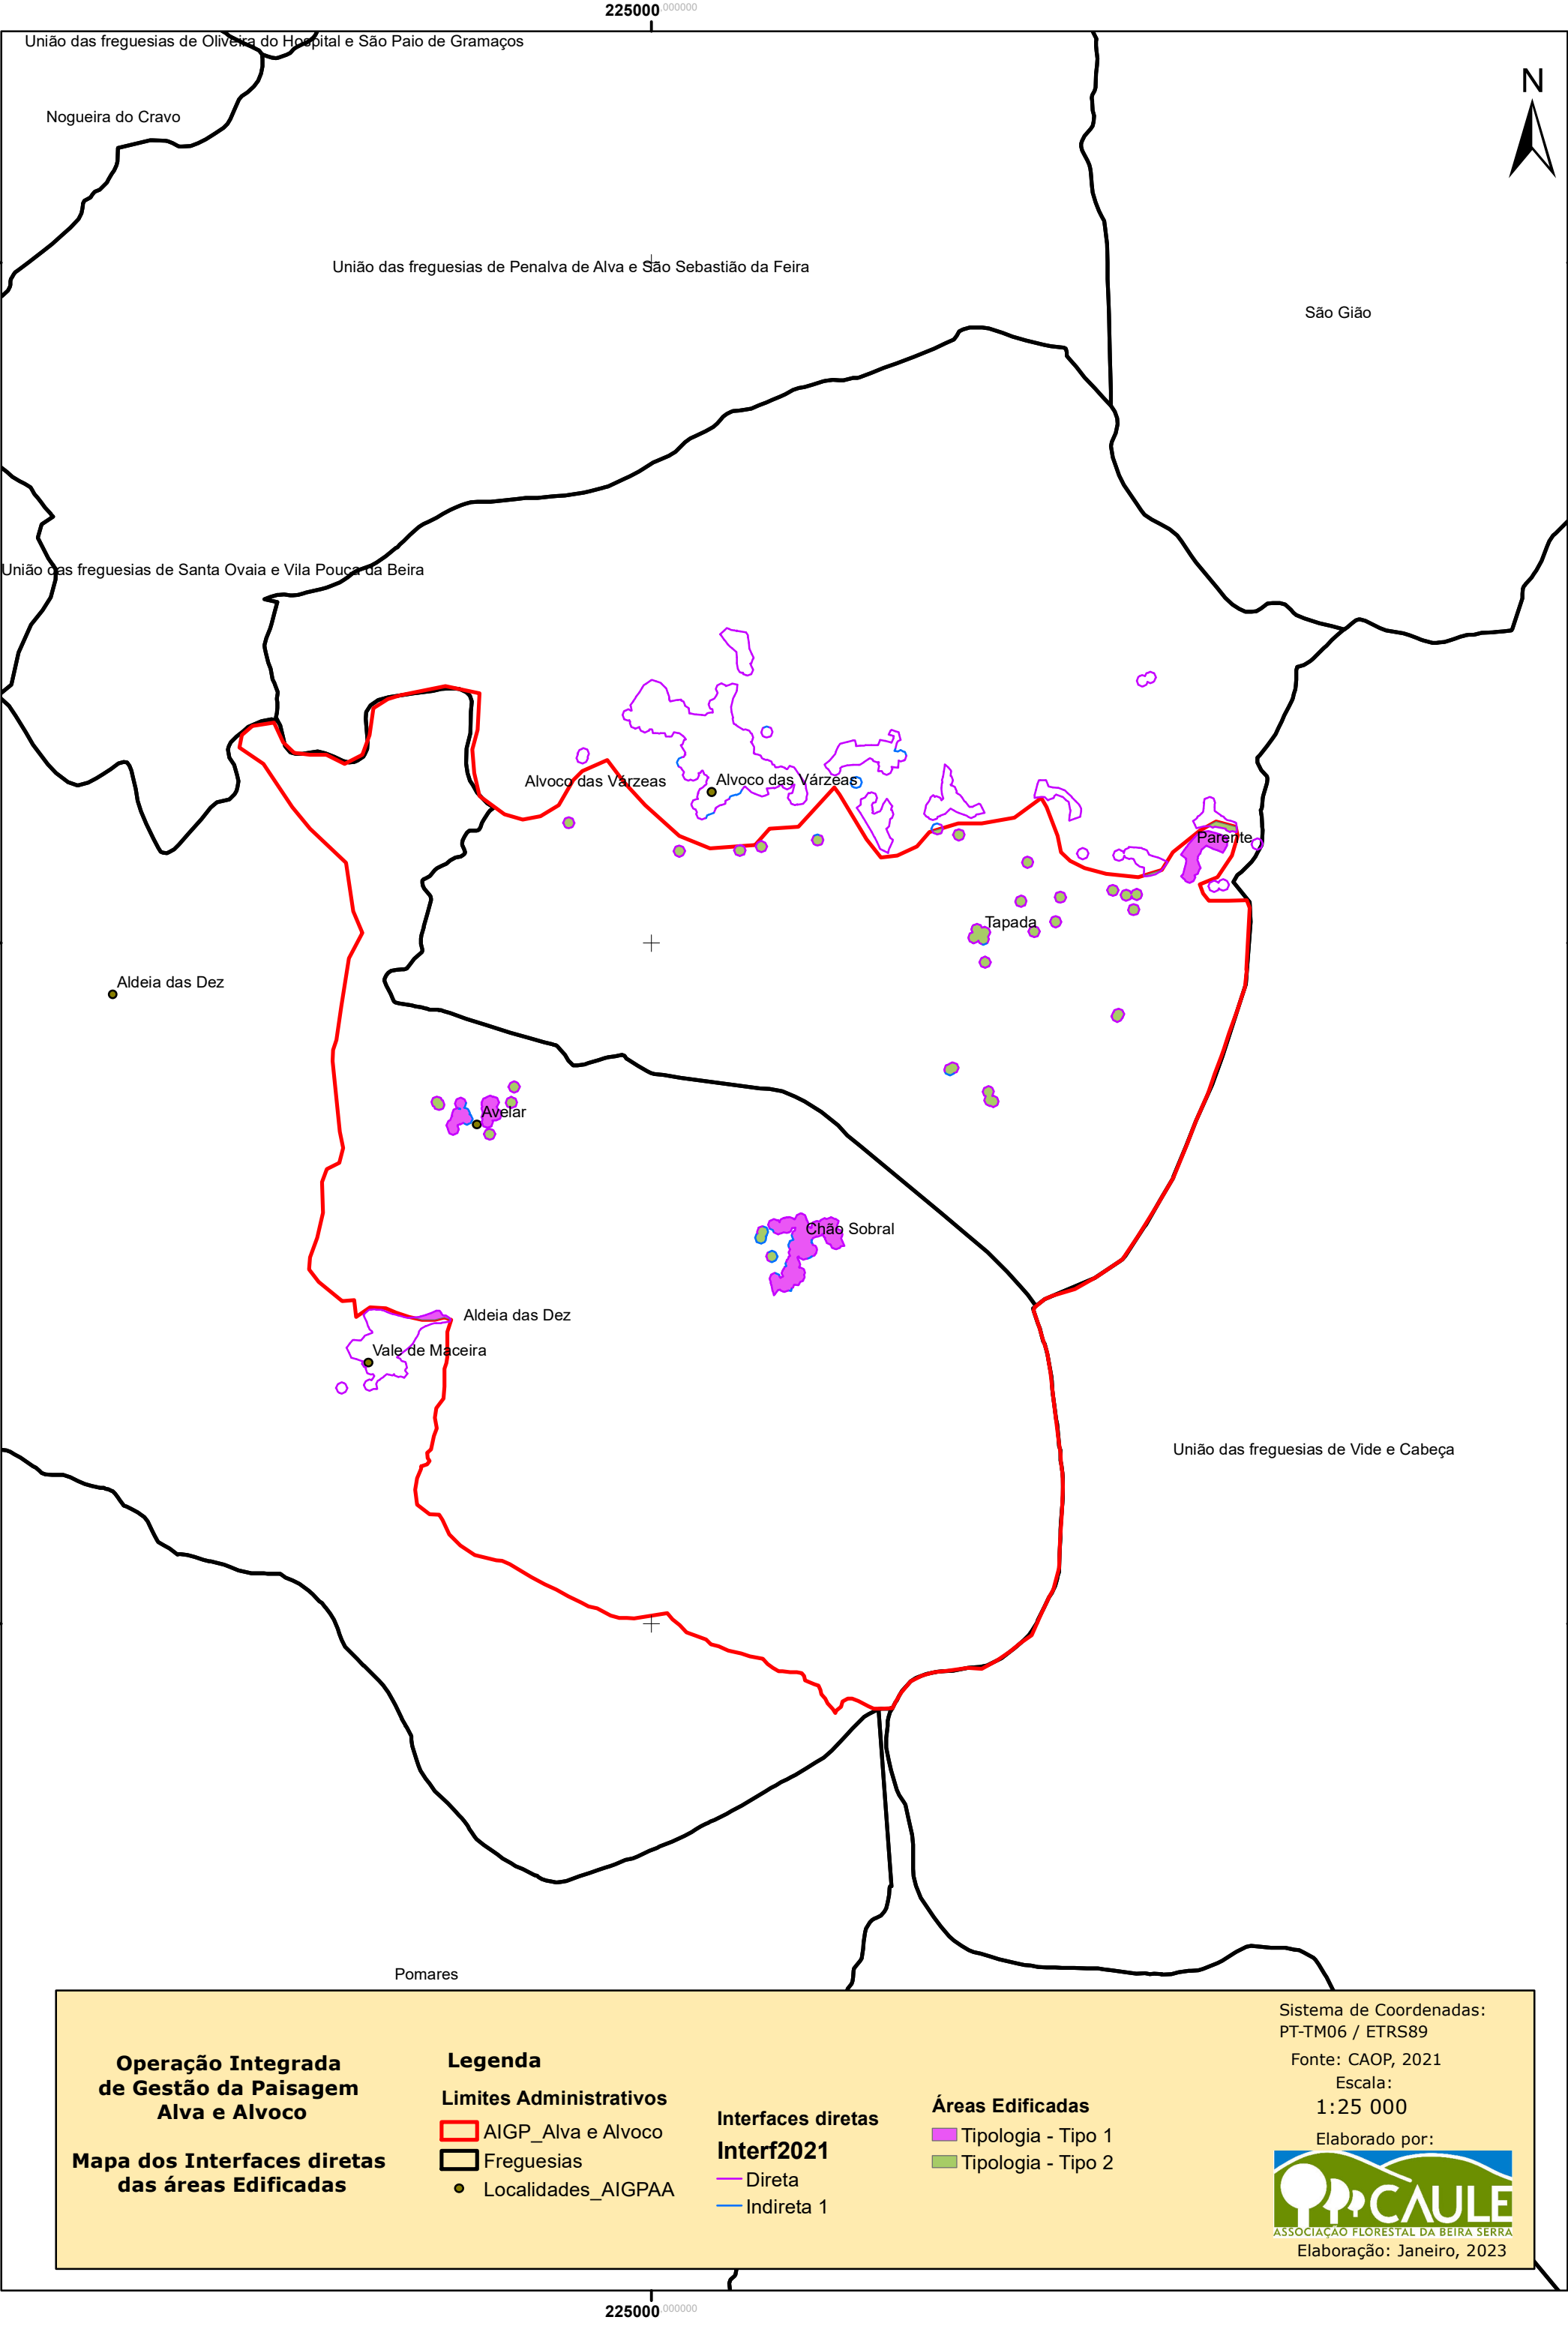 225000.000000
União das freguesias de Oliveira do Hospital e São Paio de Gramaços
N
Nogueira do Cravo
União das freguesias de Penalva de Alva e São Sebastião da Feira
São Gião
União das freguesias de Santa Ovaia e Vila Pouca da Beira
Alvoco das Várzeas
Alvoco das Várzeas
Parente
Tapada
Aldeia das Dez
Avelar
Chão Sobral
Aldeia das Dez
Vale de Maceira
União das freguesias de Vide e Cabeça
Pomares
Operação Integrada
de Gestão da Paisagem
Alva e Alvoco
Mapa dos Interfaces diretas
das áreas Edificadas
Legenda
Limites Administrativos
AIGP_Alva e Alvoco
Freguesias
Localidades_AIGPAA
Interfaces diretas
Interf2021
Direta
Indireta 1
Áreas Edificadas
Tipologia - Tipo 1
Tipologia - Tipo 2
Sistema de Coordenadas:
PT-TM06 / ETRS89
Fonte: CAOP, 2021
Escala:
1:25 000
Elaborado por:
CAULE
ASSOCIAÇÃO FLORESTAL DA BEIRA SERRA
Elaboração: Janeiro, 2023
225000.000000